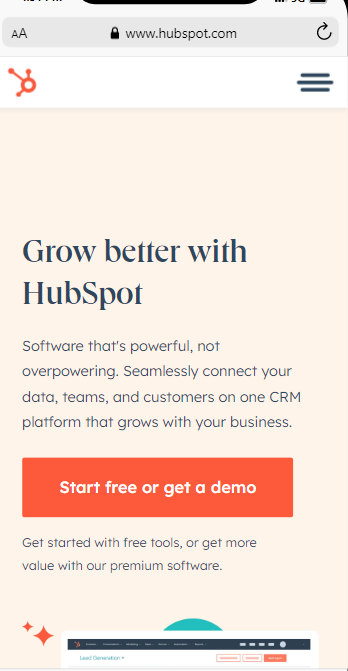 AA www.hubspot.com
Grow better with
HubSpot
Software that's powerful, not
overpowering. Seamlessly connect your
data, teams, and customers on one CRM
platform that grows with your business.
Start free or get a demo
Get started with free tools, or get more
value with our premium software.
Lead Generation